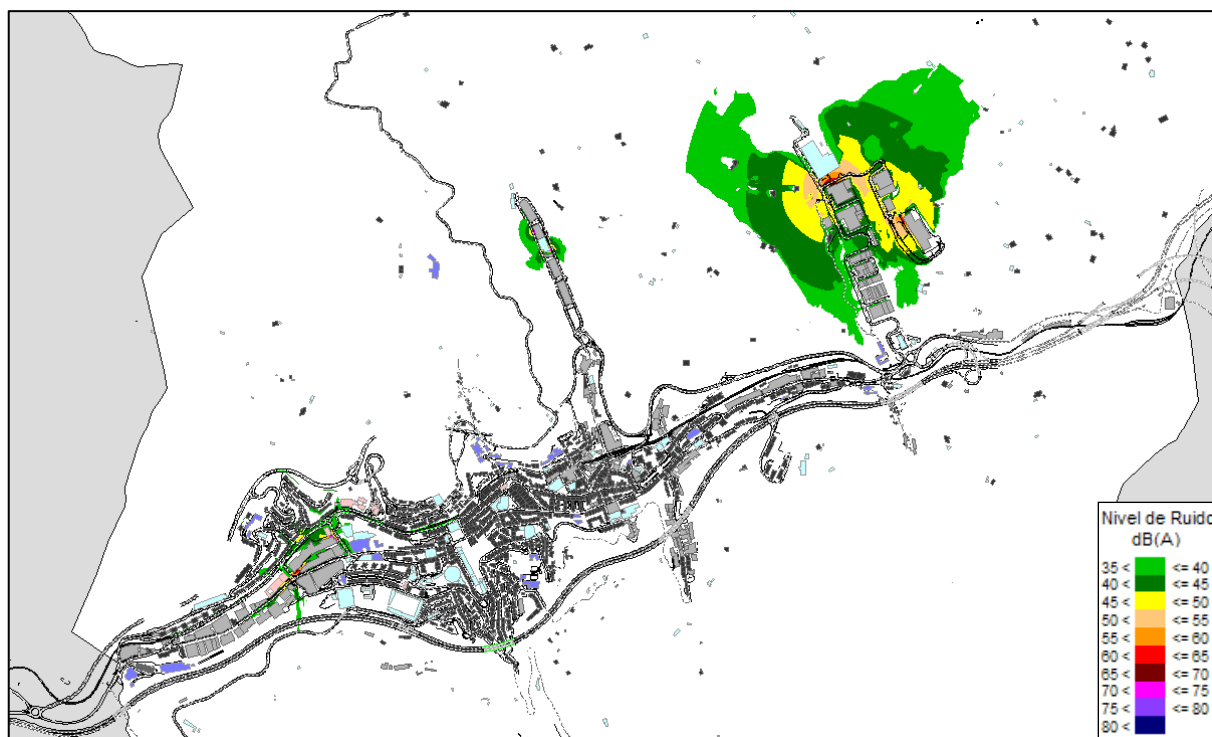 Nivel de Ruido
dB(A)
35 < <= 40
40 < <= 45
45 < <= 50
50 < <= 55
55 < <= 60
60 < <= 65
65 < <= 70
70 < <= 75
75 < <= 80
80 <